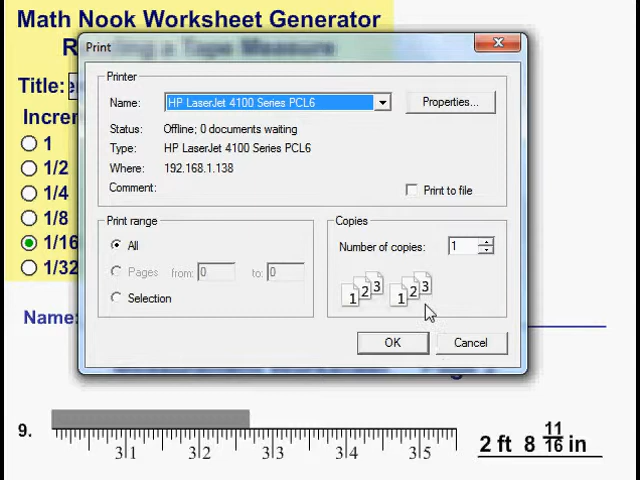 Math Nook Worksheet Generator
Reading a Tape Measure
Print
Title:
Printer
Name: HP LaserJet 4100 Series PCL6 Properties...
Status: Offline; 0 documents waiting
Type: HP LaserJet 4100 Series PCL6
Where: 192.168.1.138
Comment: Print to file
1
1/2
1/4
1/8
1/16
1/32
Print range
All
Pages from: 0 to: 0
Selection
Copies
Number of copies: 1
1 2 3 1 2 3
OK Cancel
Name:
9.
31 32 33 34 35
2 ft 8 11/16 in